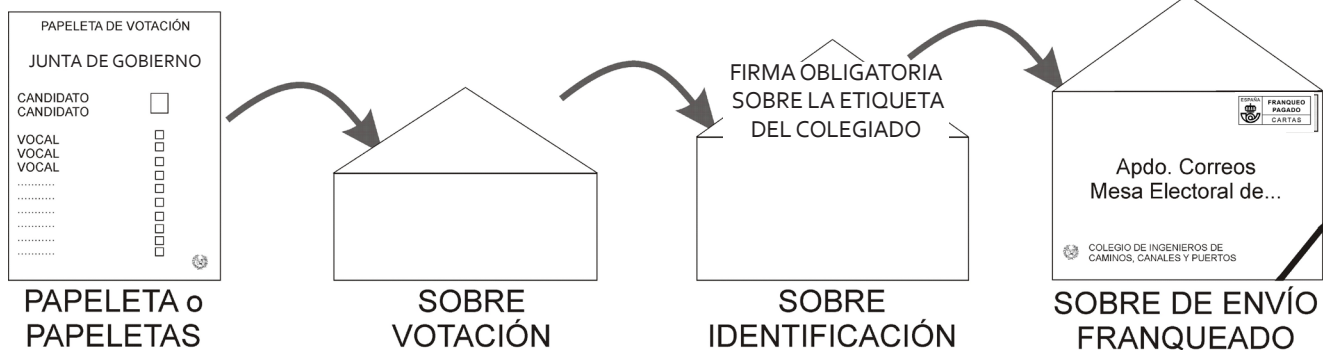 PAPELETA DE VOTACIÓN
JUNTA DE GOBIERNO
CANDIDATO
CANDIDATO
VOCAL
VOCAL
VOCAL
...........
...........
...........
...........
...........
...........
PAPELETA o
PAPELETAS
SOBRE
VOTACIÓN
FIRMA OBLIGATORIA
SOBRE LA ETIQUETA
DEL COLEGIADO
SOBRE
IDENTIFICACIÓN
ESPAÑA
FRANQUEO
PAGADO
CARTAS
Apdo. Correos
Mesa Electoral de...
COLEGIO DE INGENIEROS DE
CAMINOS, CANALES Y PUERTOS
SOBRE DE ENVÍO
FRANQUEADO